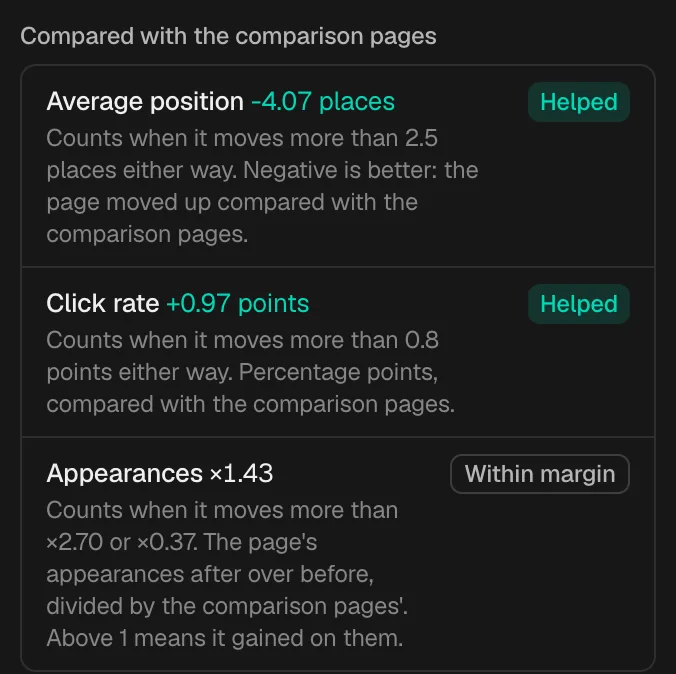 Compared with the comparison pages
Average position -4.07 places
Helped
Counts when it moves more than 2.5
places either way. Negative is better: the
page moved up compared with the
comparison pages.
Click rate +0.97 points
Helped
Counts when it moves more than 0.8
points either way. Percentage points,
compared with the comparison pages.
Appearances ×1.43
Within margin
Counts when it moves more than
×2.70 or ×0.37. The page's
appearances after over before,
divided by the comparison pages'.
Above 1 means it gained on them.